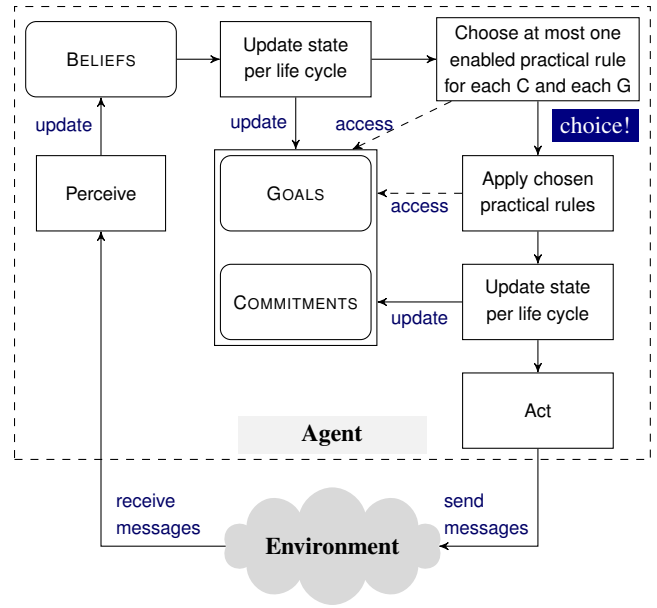 BELIEFS
Update state
per life cycle
Choose at most one
enabled practical rule
for each C and each G
update
update
access
choice!
Perceive
GOALS
access
Apply chosen
practical rules
COMMITMENTS
update
Update state
per life cycle
Act
Agent
receive
messages
Environment
send
messages